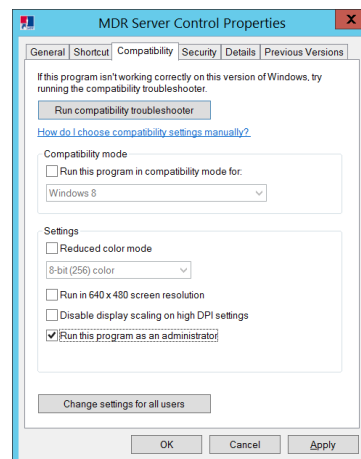 MDR Server Control Properties
X
General Shortcut Compatibility Security Details Previous Versions
If this program isn't working correctly on this version of Windows, try
running the compatibility troubleshooter.
Run compatibility troubleshooter
How do I choose compatibility settings manually?
Compatibility mode
Run this program in compatibility mode for:
Windows 8
Settings
Reduced color mode
8-bit (256) color
Run in 640 x 480 screen resolution
Disable display scaling on high DPI settings
Run this program as an administrator
Change settings for all users
OK Cancel Apply